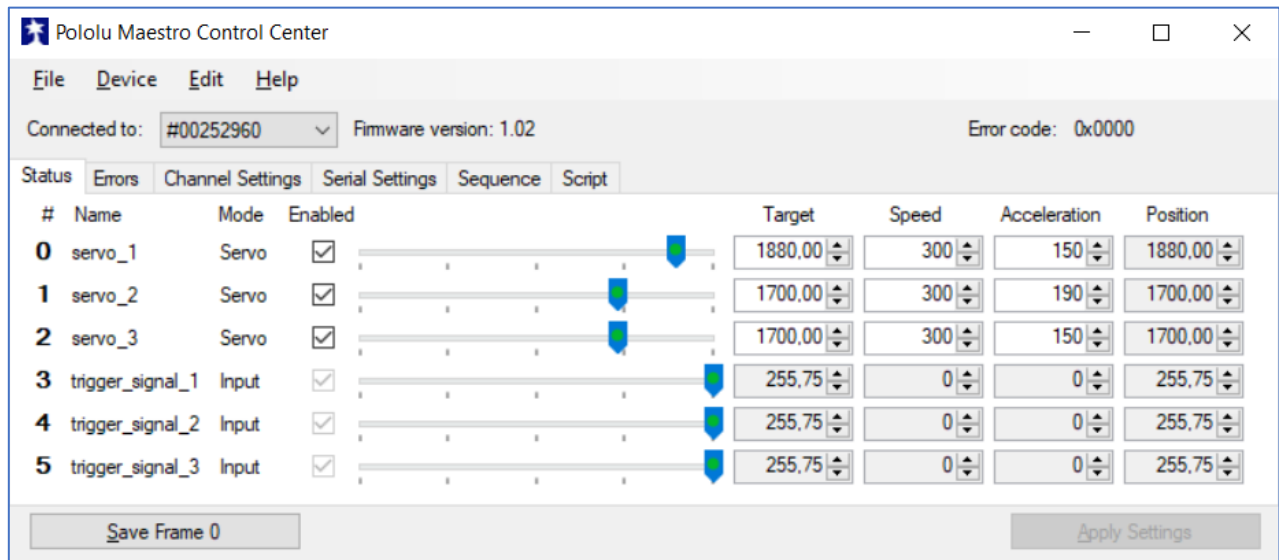 Pololu Maestro Control Center
File Device Edit Help
Connected to: #00252960 Firmware version: 1.02 Error code: 0x0000
Status Errors Channel Settings Serial Settings Sequence Script
# Name Mode Enabled Target Speed Acceleration Position
0 servo_1 Servo 1880,00 300 150 1880,00
1 servo_2 Servo 1700,00 300 190 1700,00
2 servo_3 Servo 1700,00 300 150 1700,00
3 trigger_signal_1 Input 255,75 0 0 255,75
4 trigger_signal_2 Input 255,75 0 0 255,75
5 trigger_signal_3 Input 255,75 0 0 255,75
Save Frame 0 Apply Settings